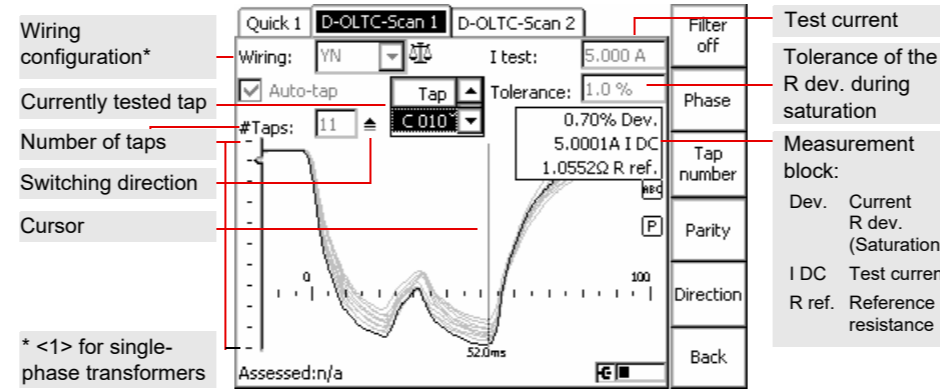 Wiring
configuration*
Currently tested tap
Number of taps
Switching direction
Cursor
* <1> for single-
phase transformers
Quick 1
D-OLTC-Scan 1
D-OLTC-Scan 2
Wiring:
YN
I test:
5.000 A
Auto-tap
Tap
C 010
Tolerance:
1.0 %
#Taps:
11
0.70% Dev.
5.0001A I DC
1.0552Ω R ref.
ABC
P
0
100
52.0ms
Assessed:n/a
Filter
off
Phase
Tap
number
Parity
Direction
Back
Test current
Tolerance of the
R dev. during
saturation
Measurement
block:
Dev. Current
R dev.
(Saturation
I DC Test curren
R ref. Reference
resistance